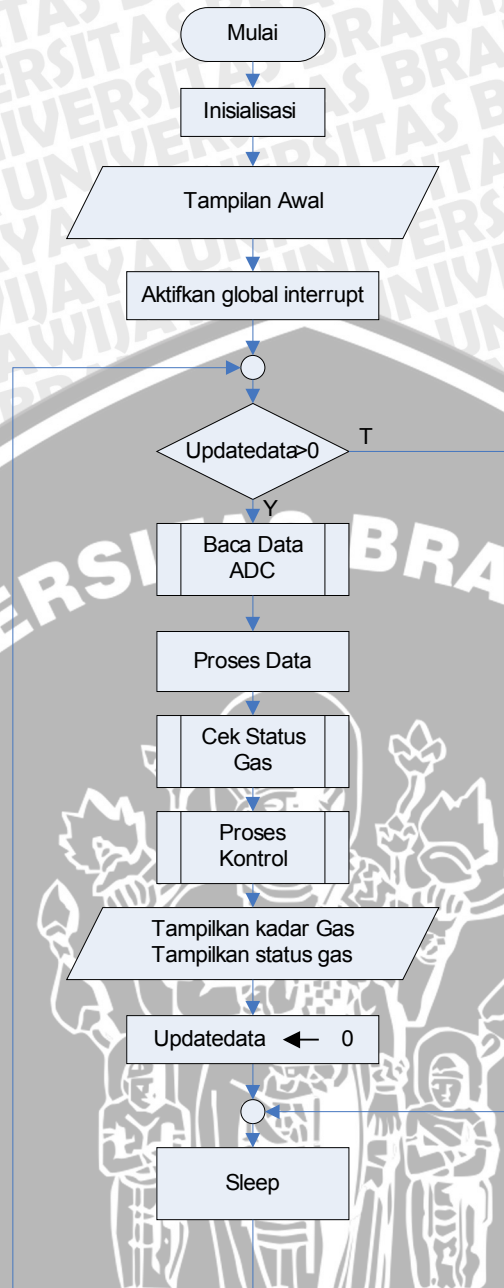 Mulai
Inisialisasi
Tampilan Awal
Aktifkan global interrupt
Updatedata>0
T
Y
Baca Data
ADC
Proses Data
Cek Status
Gas
Proses
Kontrol
Tampilkan kadar Gas
Tampilkan status gas
Updatedata ← 0
Sleep